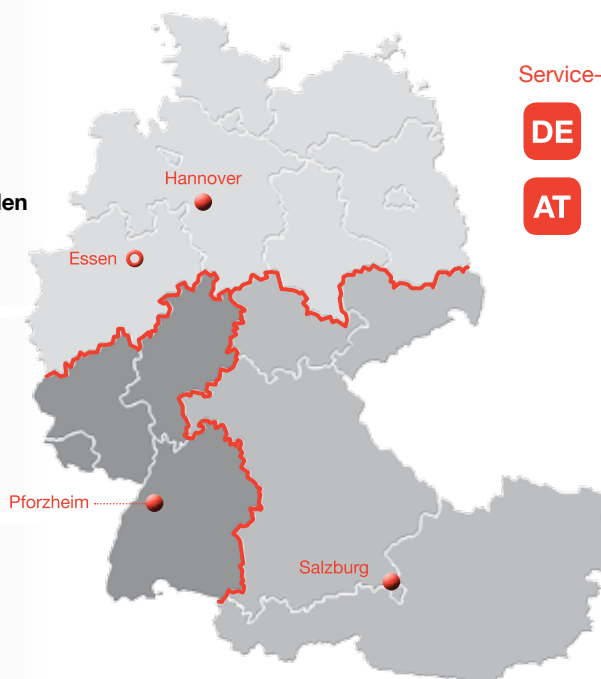 Service-
DE
AT
Hannover
len
Essen
Pforzheim
Salzburg